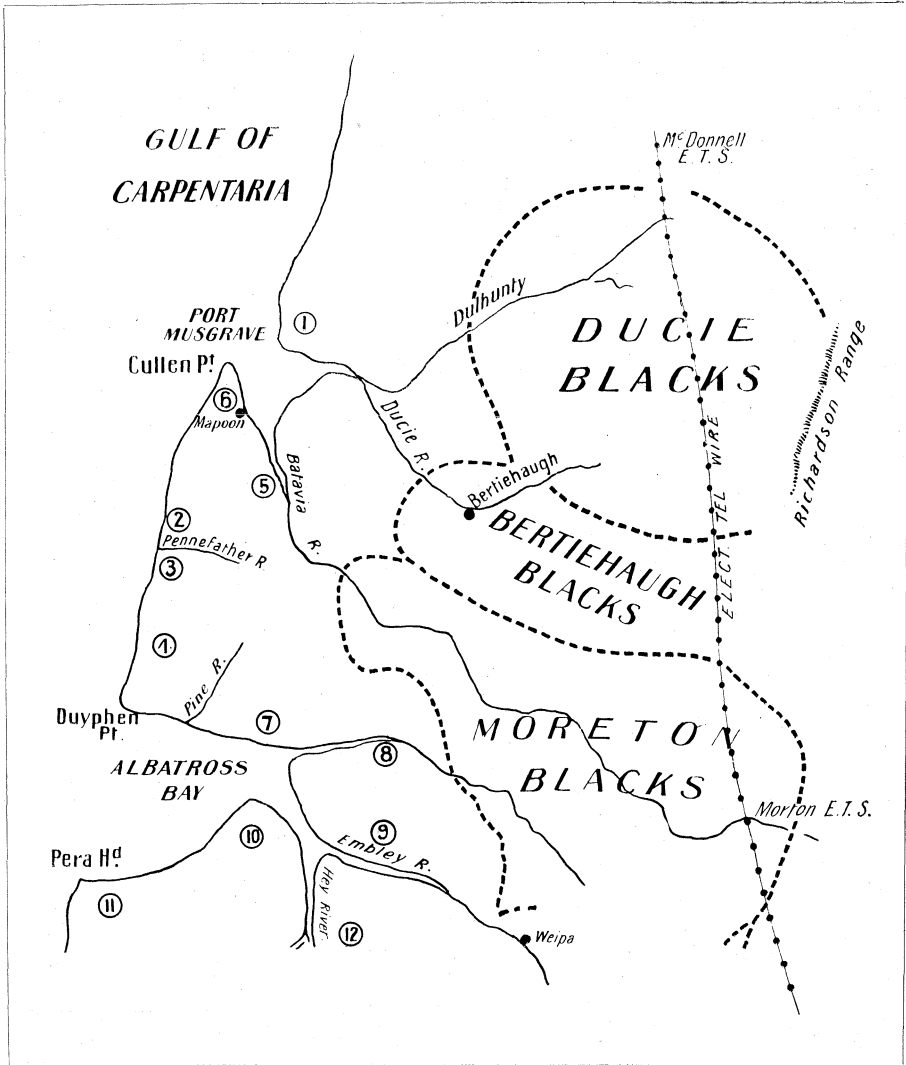 GULF OF
CARPENTARIA
McDonnell
E.T.S.
PORT
MUSGRAVE
1
Dulhunty
DUCIE
BLACKS
Cullen Pt
6
Mapoon
Ducie R.
Batavia R.
5
Bertiehaugh
BERTIEHAUGH
BLACKS
ELECT. TEL WIRE
Richardson Range
2
Pennefather R
3
4.
Pine R.
Duyphen
Pt.
7
MORETON
BLACKS
8
ALBATROSS
BAY
Morton E.T.S.
10
9
Embley R.
Pera Hd
11
Hey River.
12
Weipa